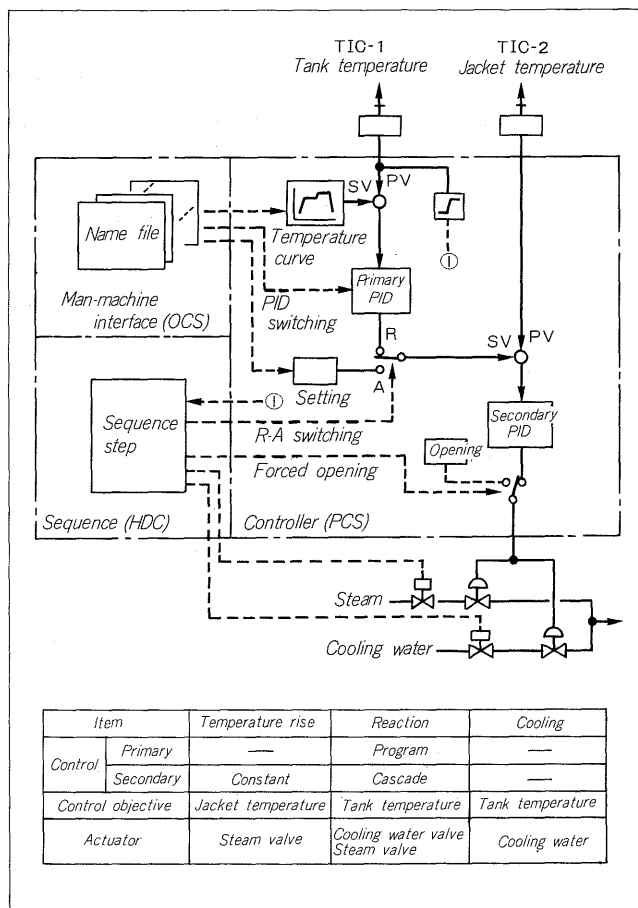 TIC-1
Tank temperature
TIC-2
Jacket temperature
SV
PV
Name file
Temperature
curve
①
Man-machine
interface (OCS)
PID
switching
Primary
PID
R
SV
PV
A
Setting
①
Sequence
step
R-A switching
Secondary
PID
Opening
Forced opening
Sequence (HDC)
Controller (PCS)
Steam
Cooling water
Item
Temperature rise
Reaction
Cooling
Control
Primary
—
Program
—
Secondary
Constant
Cascade
—
Control objective
Jacket temperature
Tank temperature
Tank temperature
Actuator
Steam valve
Cooling water valve
Steam valve
Cooling water